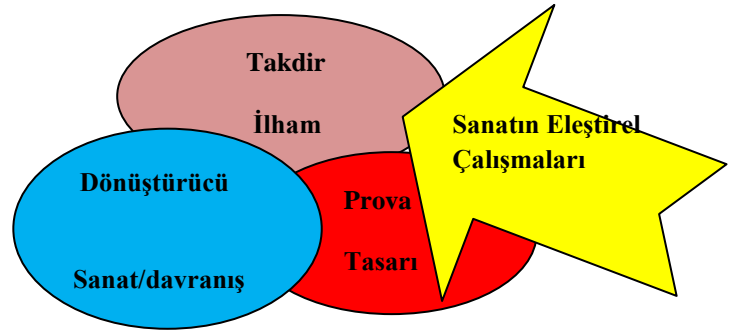 Takdir
İlham
Sanatın Eleştirel
Çalışmaları
Dönüştürücü
Sanat/davranış
Prova
Tasarı